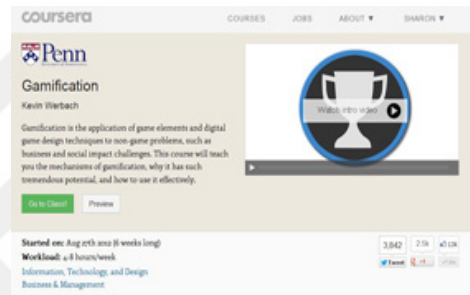 coursera
COURSES JOBS ABOUT ▼ SHARON ▼
Penn
Gamification
Kevin Werbach
Watch intro video
Gamification is the application of game elements and digital
game design techniques to non-game problems, such as
business and social impact challenges. This course will teach
you the mechanisms of gamification, why it has such
tremendous potential, and how to use it effectively.
Go to Class! Preview
Started on: Aug 27th 2012 (6 weeks long)
Workload: 4-8 hours/week
Information, Technology, and Design
Business & Management
3,842 2.5k
Tweet +1